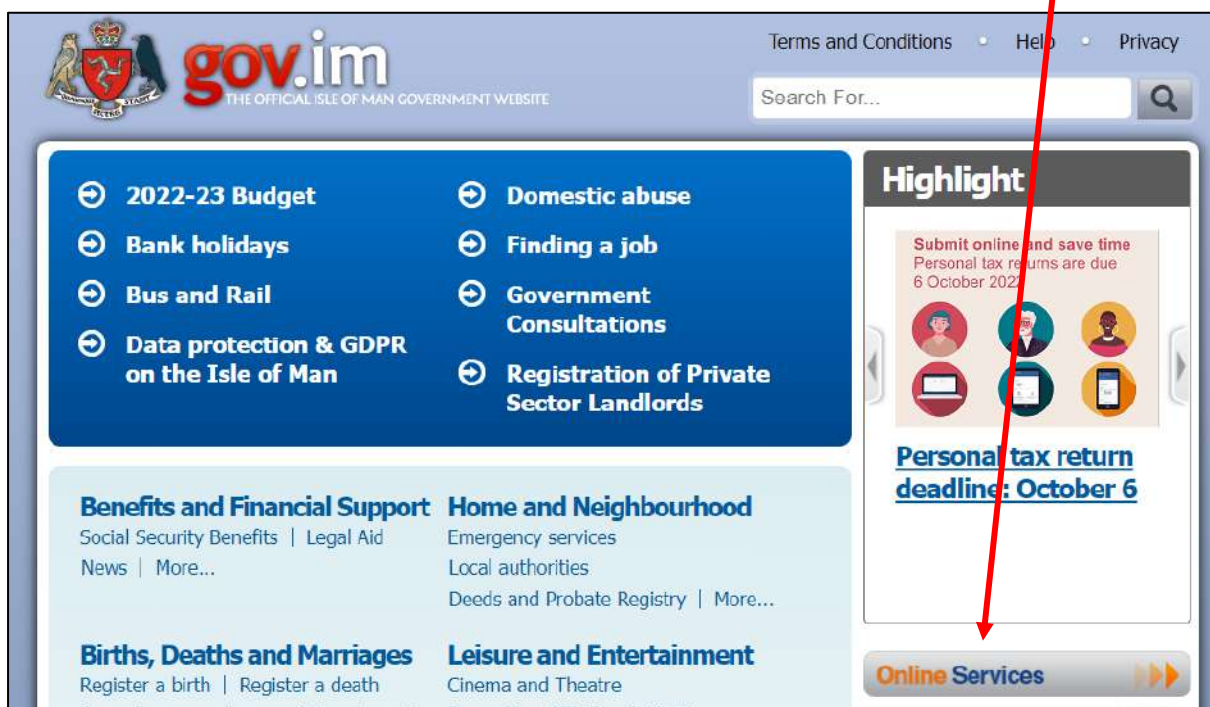 gov.im
THE OFFICIAL ISLE OF MAN GOVERNMENT WEBSITE
Terms and Conditions • Help • Privacy
Search For...
2022-23 Budget
Bank holidays
Bus and Rail
Data protection & GDPR
on the Isle of Man
Domestic abuse
Finding a job
Government
Consultations
Registration of Private
Sector Landlords
Highlight
Submit online and save time
Personal tax returns are due
6 October 2022
Personal tax return
deadline: October 6
Benefits and Financial Support
Social Security Benefits | Legal Aid
News | More...
Home and Neighbourhood
Emergency services
Local authorities
Deeds and Probate Registry | More...
Births, Deaths and Marriages
Register a birth | Register a death
Leisure and Entertainment
Cinema and Theatre
Online Services